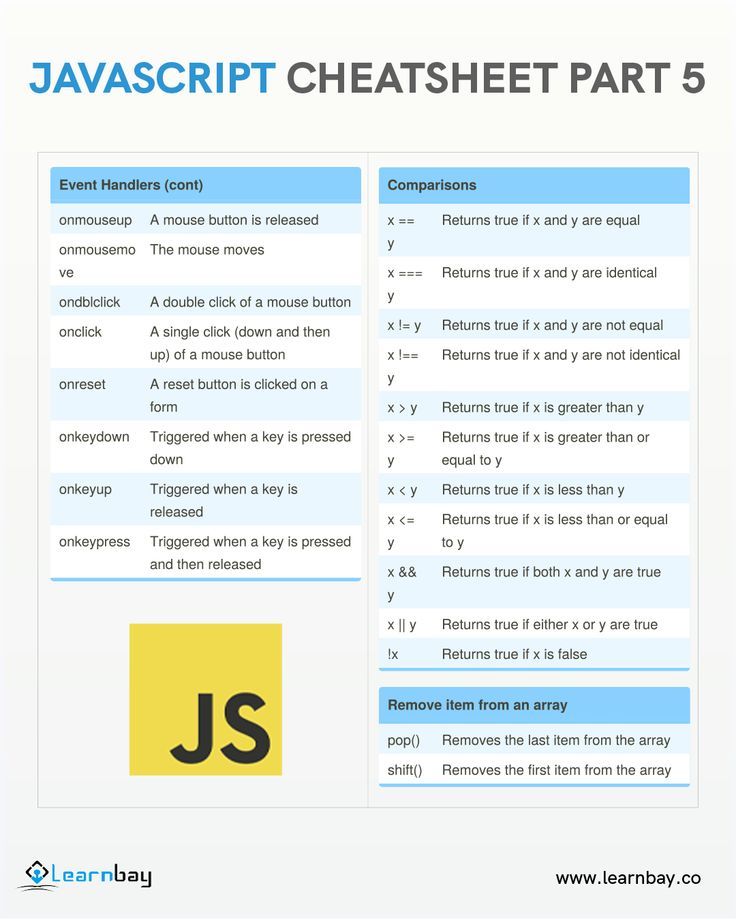 JAVASCRIPT CHEATSHEET PART 5
Event Handlers (cont)
onmouseup A mouse button is released
onmousemo The mouse moves
ve
ondblclick A double click of a mouse button
onclick A single click (down and then
up) of a mouse button
onreset A reset button is clicked on a
form
onkeydown Triggered when a key is pressed
down
onkeyup Triggered when a key is
released
onkeypress Triggered when a key is pressed
and then released
JS
Comparisons
x == Returns true if x and y are equal
y
x === Returns true if x and y are identical
y
x != y Returns true if x and y are not equal
x !== Returns true if x and y are not identical
y
x > y Returns true if x is greater than y
x >= Returns true if x is greater than or
y equal to y
x < y Returns true if x is less than y
x <= Returns true if x is less than or equal
y to y
x && Returns true if both x and y are true
y
x || y Returns true if either x or y are true
!x Returns true if x is false
Remove item from an array
pop() Removes the last item from the array
shift() Removes the first item from the array
Learnbay
www.learnbay.co